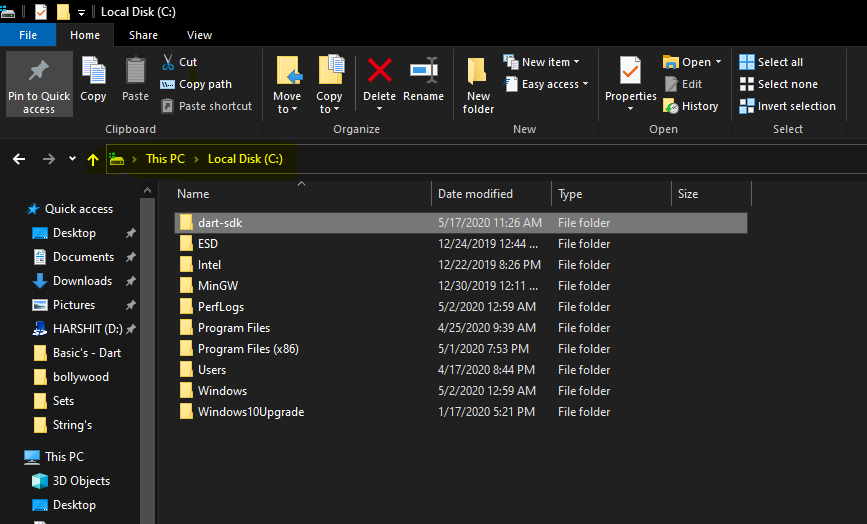 Local Disk (C:)
File Home Share View
Pin to Quick access
Copy
Paste
Cut
Copy path
Paste shortcut
Clipboard
Move to
Copy to
Delete
Rename
Organize
New folder
New item
Easy access
New
Properties
Open
Edit
History
Open
Select all
Select none
Invert selection
Select
This PC > Local Disk (C:)
Quick access
Desktop
Documents
Downloads
Pictures
HARSHIT (D:)
Basic's - Dart
bollywood
Sets
String's
This PC
3D Objects
Desktop
Name Date modified Type Size
dart-sdk 5/17/2020 11:26 AM File folder
ESD 12/24/2019 12:44 ... File folder
Intel 12/22/2019 8:26 PM File folder
MinGW 12/30/2019 12:11 ... File folder
PerfLogs 5/2/2020 12:59 AM File folder
Program Files 4/25/2020 9:39 AM File folder
Program Files (x86) 5/1/2020 7:53 PM File folder
Users 4/17/2020 8:44 PM File folder
Windows 5/2/2020 12:59 AM File folder
Windows10Upgrade 1/17/2020 5:21 PM File folder